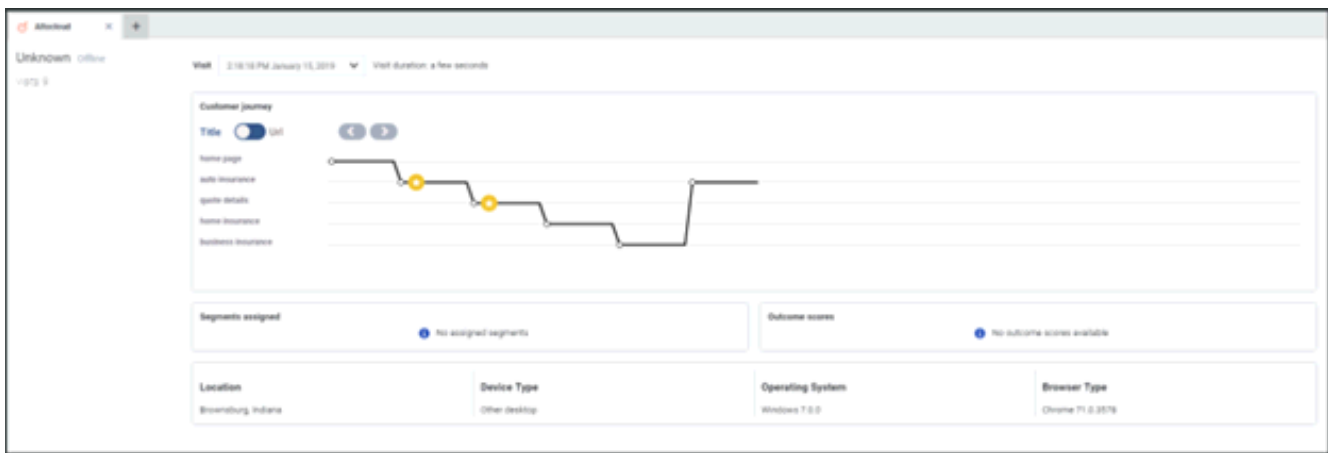 Altocloud
Unknown Offline
Visit 2:18:18 PM January 15, 2019 Visit duration: a few seconds
Customer journey
Title Url
home page
auto insurance
quote details
home insurance
business insurance
Segments assigned
No assigned segments
Outcome scores
No outcome scores available
Location
Brownsburg, Indiana
Device Type
Other desktop
Operating System
Windows 7.0.0
Browser Type
Chrome 71.0.3578